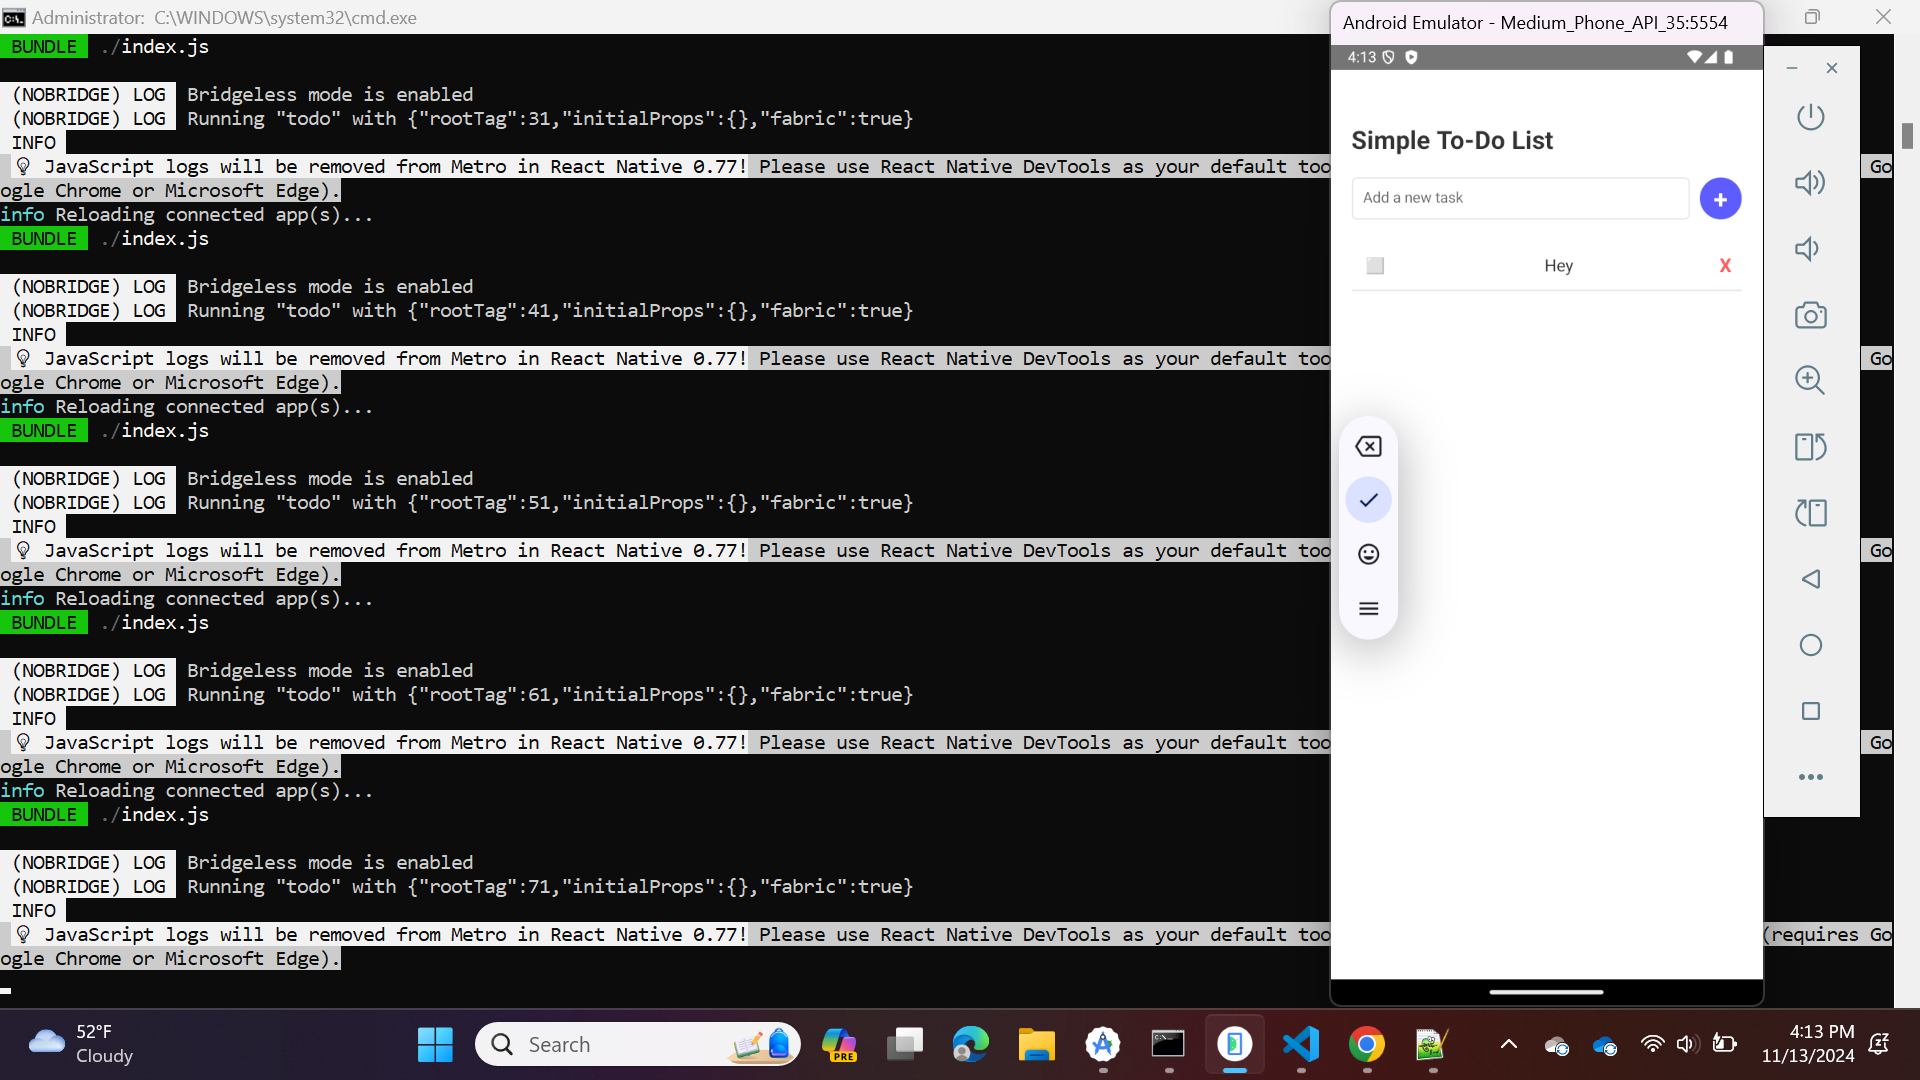 Administrator: C:\WINDOWS\system32\cmd.exe
BUNDLE ./index.js
(NOBRIDGE) LOG Bridgeless mode is enabled
(NOBRIDGE) LOG Running "todo" with {"rootTag":31,"initialProps":{},"fabric":true}
INFO
💡 JavaScript logs will be removed from Metro in React Native 0.77! Please use React Native DevTools as your default too Go
ogle Chrome or Microsoft Edge).
info Reloading connected app(s)...
BUNDLE ./index.js
(NOBRIDGE) LOG Bridgeless mode is enabled
(NOBRIDGE) LOG Running "todo" with {"rootTag":41,"initialProps":{},"fabric":true}
INFO
💡 JavaScript logs will be removed from Metro in React Native 0.77! Please use React Native DevTools as your default too Go
ogle Chrome or Microsoft Edge).
info Reloading connected app(s)...
BUNDLE ./index.js
(NOBRIDGE) LOG Bridgeless mode is enabled
(NOBRIDGE) LOG Running "todo" with {"rootTag":51,"initialProps":{},"fabric":true}
INFO
💡 JavaScript logs will be removed from Metro in React Native 0.77! Please use React Native DevTools as your default too Go
ogle Chrome or Microsoft Edge).
info Reloading connected app(s)...
BUNDLE ./index.js
(NOBRIDGE) LOG Bridgeless mode is enabled
(NOBRIDGE) LOG Running "todo" with {"rootTag":61,"initialProps":{},"fabric":true}
INFO
💡 JavaScript logs will be removed from Metro in React Native 0.77! Please use React Native DevTools as your default too Go
ogle Chrome or Microsoft Edge).
info Reloading connected app(s)...
BUNDLE ./index.js
(NOBRIDGE) LOG Bridgeless mode is enabled
(NOBRIDGE) LOG Running "todo" with {"rootTag":71,"initialProps":{},"fabric":true}
INFO
💡 JavaScript logs will be removed from Metro in React Native 0.77! Please use React Native DevTools as your default too (requires Go
ogle Chrome or Microsoft Edge).
Android Emulator - Medium_Phone_API_35:5554
4:13
Simple To-Do List
Add a new task
+
Hey
X
52°F
Cloudy
Search
PRE
4:13 PM
11/13/2024